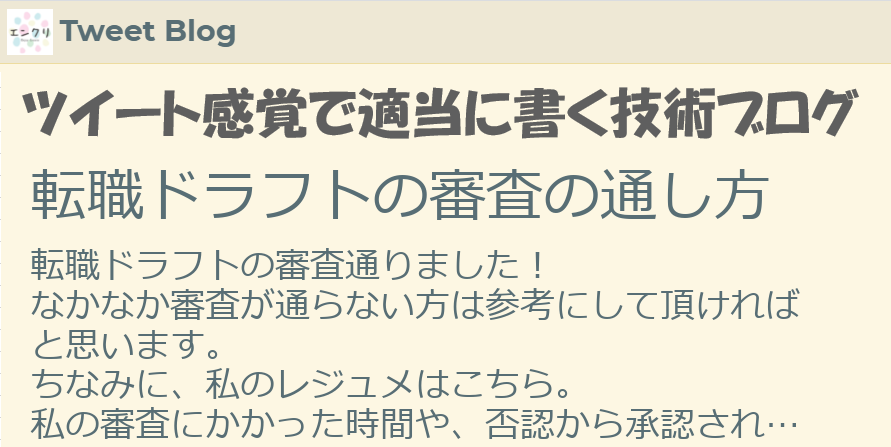 エンクリ
Tweet Blog
ツイート感覚で適当に書く技術ブログ
転職ドラフトの審査の通し方
転職ドラフトの審査通りました！
なかなか審査が通らない方は参考にして頂ければ
と思います。
ちなみに、私のレジュメはこちら。
私の審査にかかった時間や、否認から承認され…